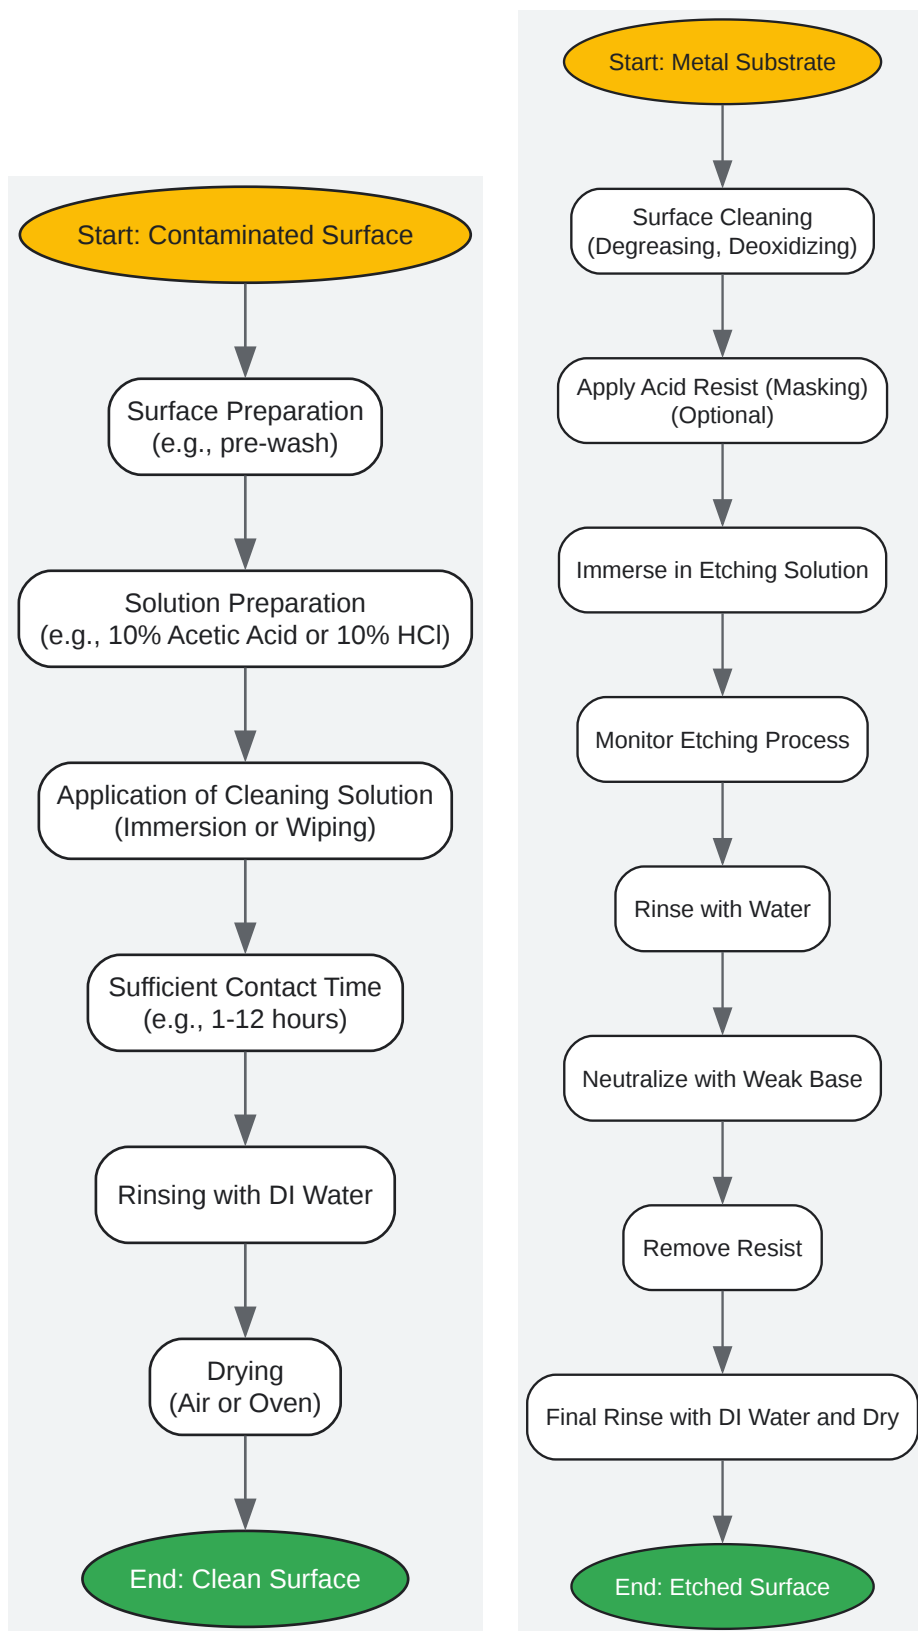 Start: Contaminated Surface
Surface Preparation
(e.g., pre-wash)
Solution Preparation
(e.g., 10% Acetic Acid or 10% HCl)
Application of Cleaning Solution
(Immersion or Wiping)
Sufficient Contact Time
(e.g., 1-12 hours)
Rinsing with DI Water
Drying
(Air or Oven)
End: Clean Surface
Start: Metal Substrate
Surface Cleaning
(Degreasing, Deoxidizing)
Apply Acid Resist (Masking)
(Optional)
Immerse in Etching Solution
Monitor Etching Process
Rinse with Water
Neutralize with Weak Base
Remove Resist
Final Rinse with DI Water and Dry
End: Etched Surface